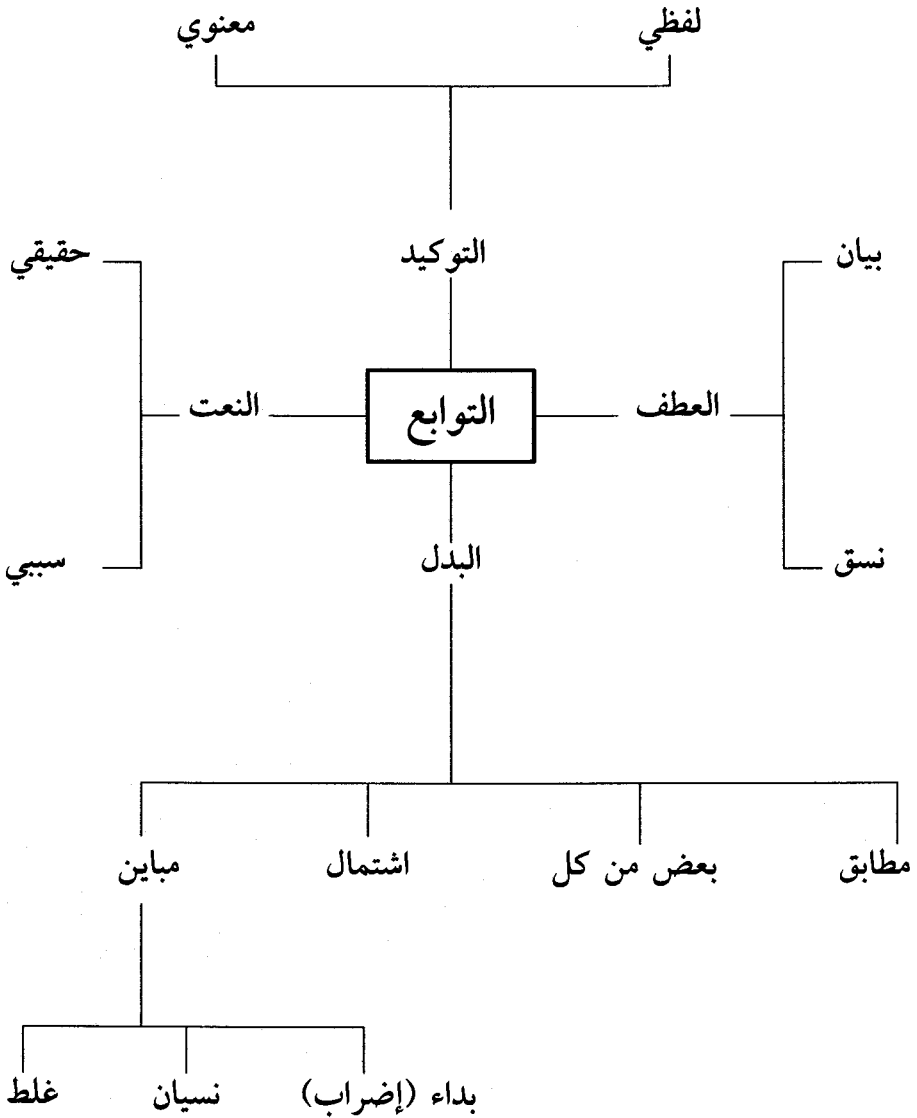 لفظي معنوي
التوكيد
بيان حقيقي
العطف التوابع النعت
نسق البدل سببي
مطابق بعض من كل اشتمال مباين
بداء (إضراب) نسيان غلط